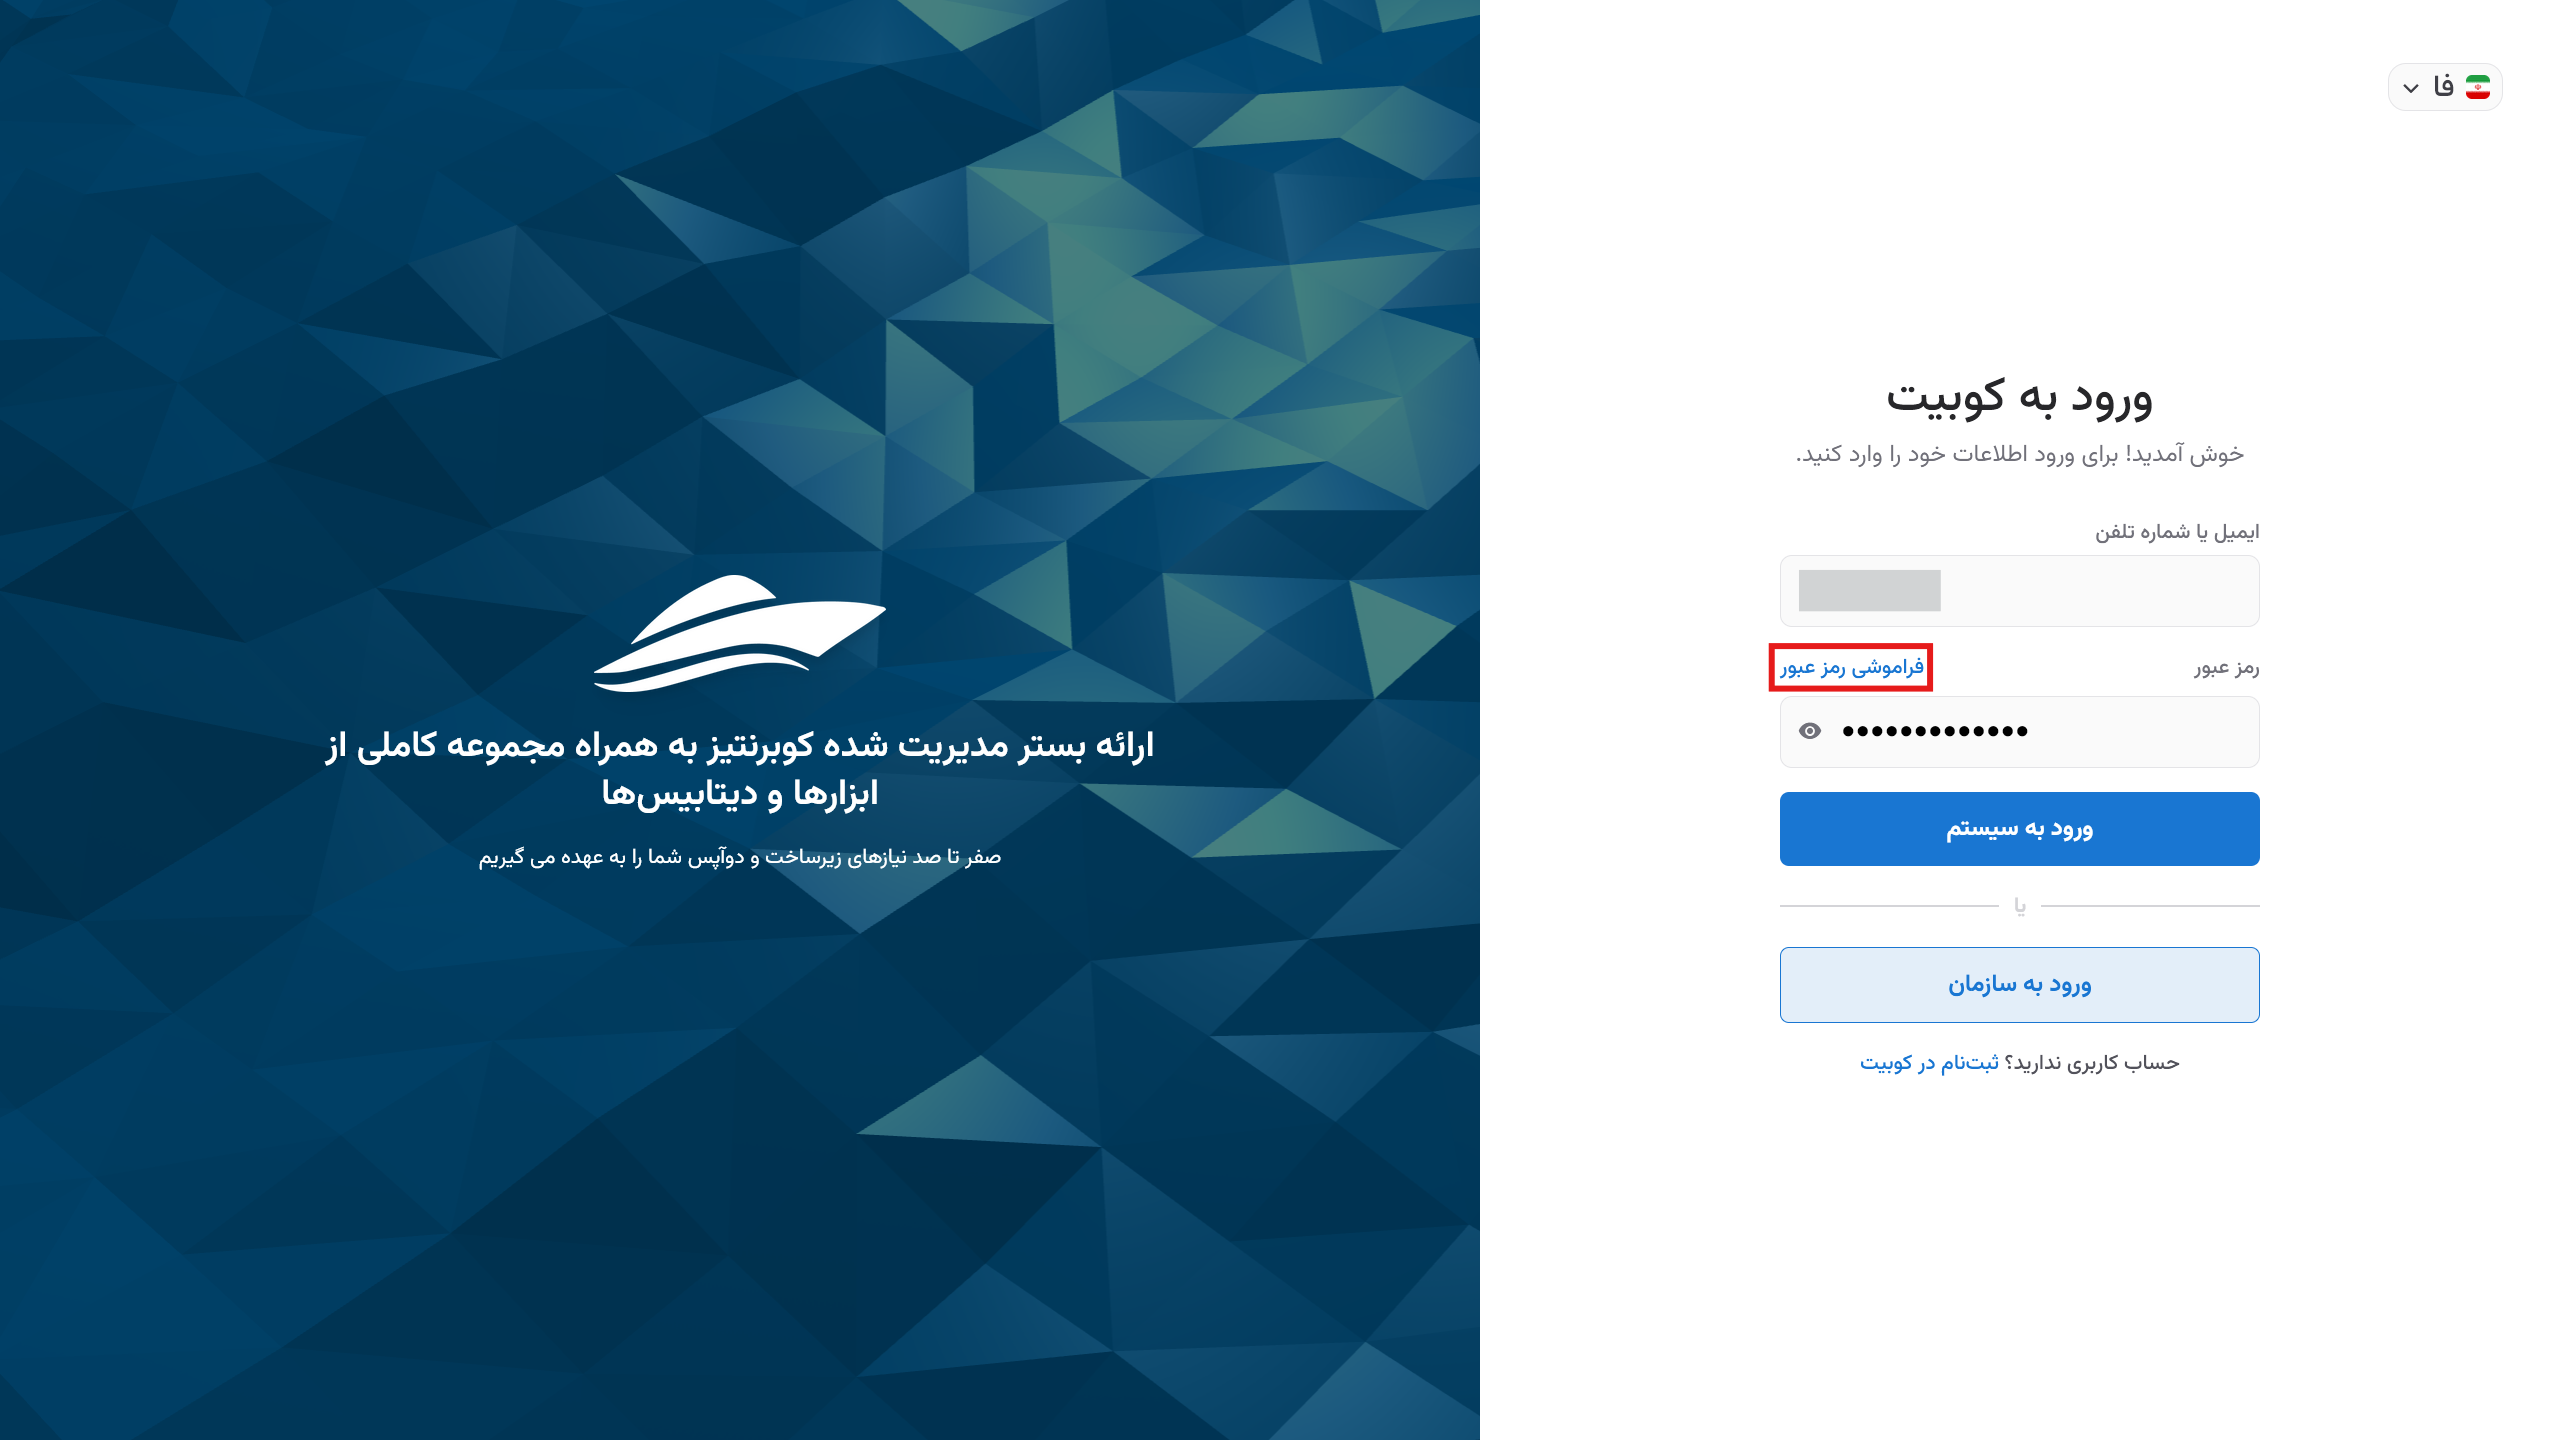 فا
ورود به کوبیت
خوش آمدید! برای ورود اطلاعات خود را وارد کنید.
ایمیل یا شماره تلفن
رمز عبور
فراموشی رمز عبور
ورود به سیستم
یا
ورود به سازمان
حساب کاربری ندارید؟ ثبت‌نام در کوبیت
ارائه بستر مدیریت شده کوبرنتیز به همراه مجموعه کاملی از
ابزارها و دیتابیس‌ها
صفر تا صد نیازهای زیرساخت و دوآپس شما را به عهده می گیریم